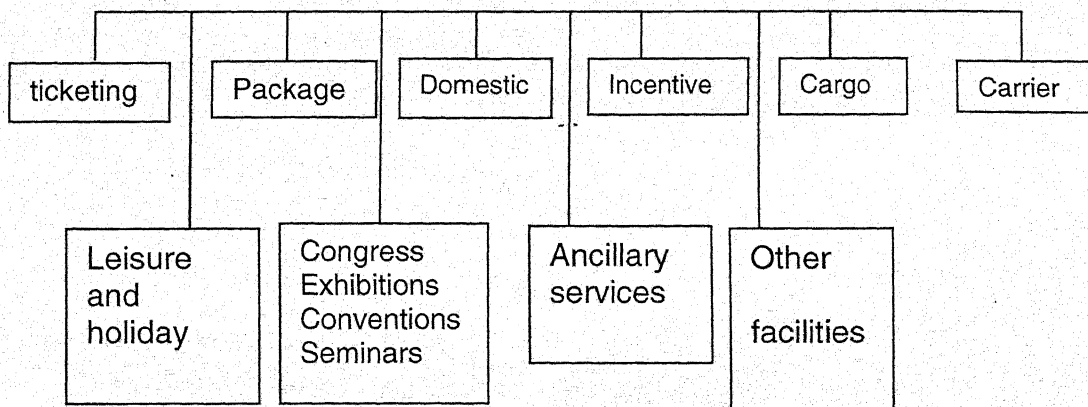 ticketing
Package
Domestic
Incentive
Cargo
Carrier
Leisure
and
holiday
Congress
Exhibitions
Conventions
Seminars
Ancillary
services
Other
facilities